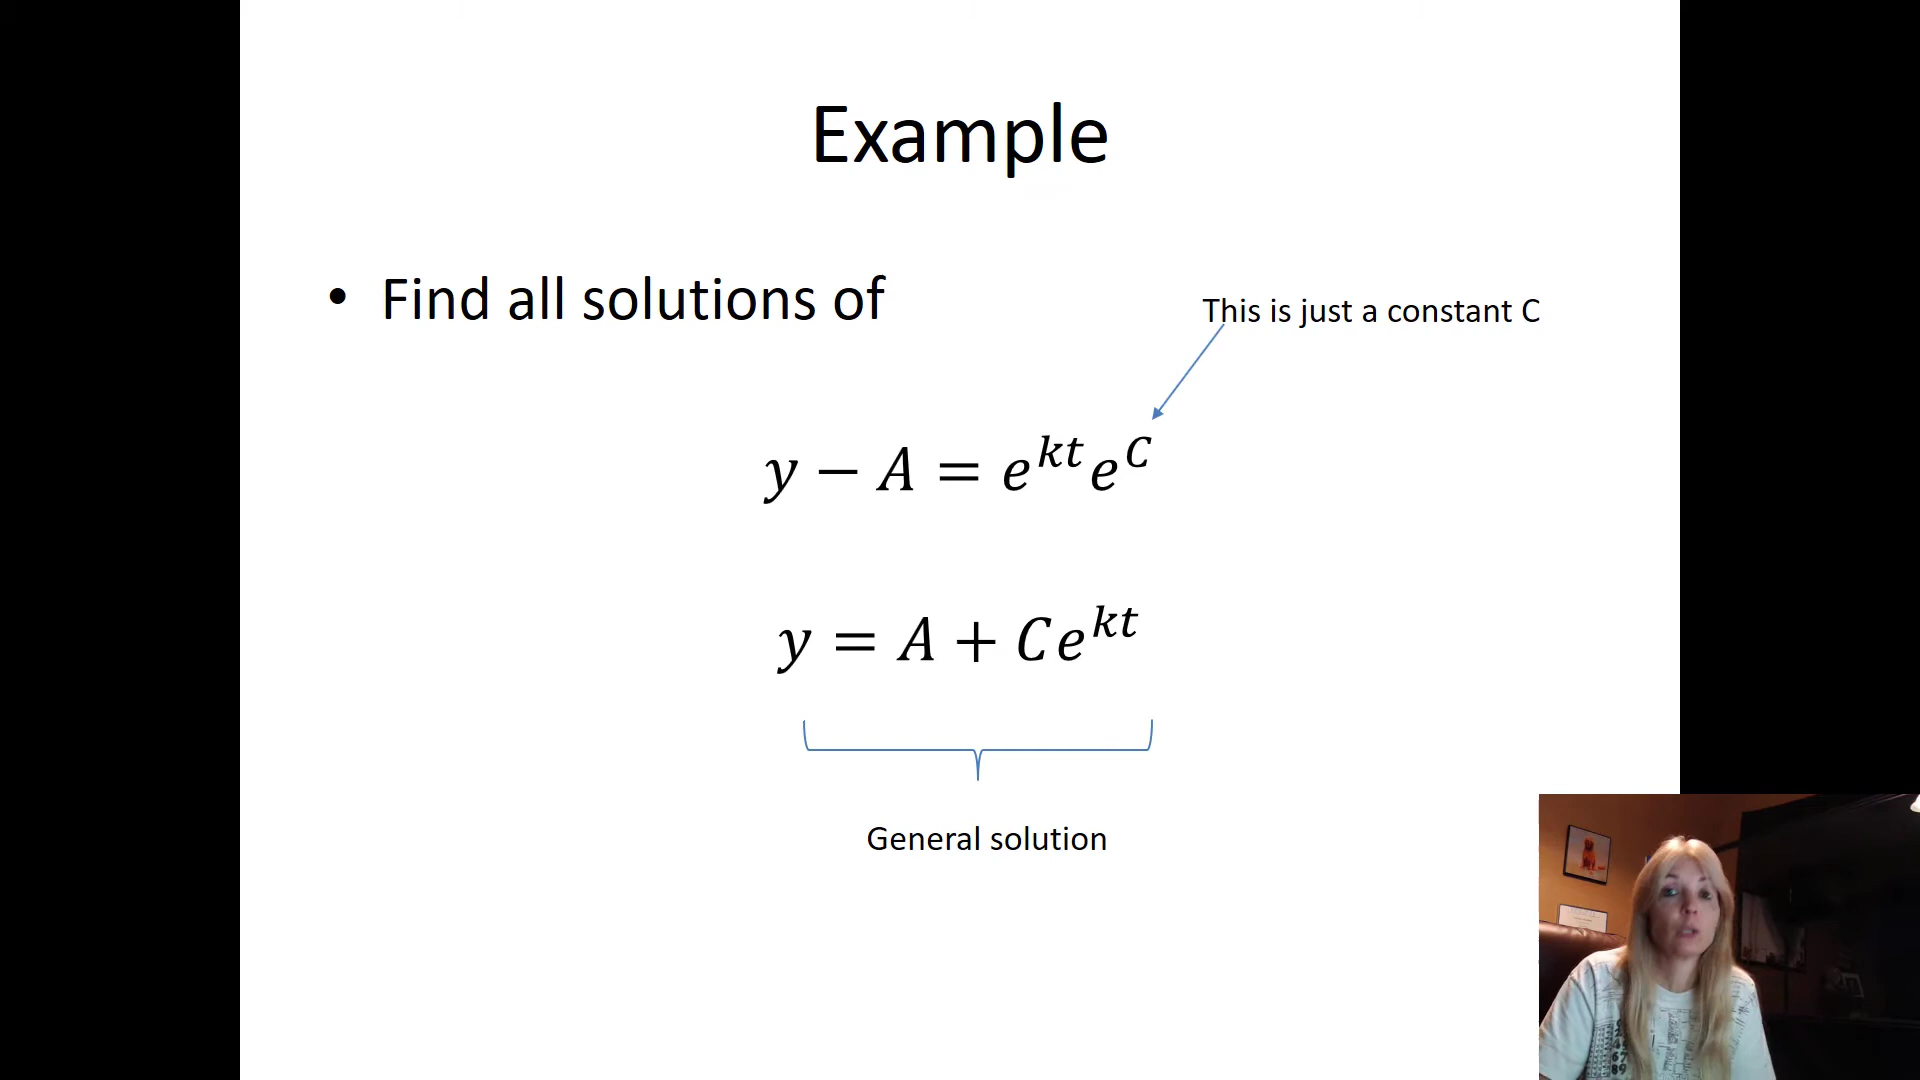 Example
• Find all solutions of
This is just a constant C
y − A = e^{kt}e^{C}
y = A + Ce^{kt}
General solution